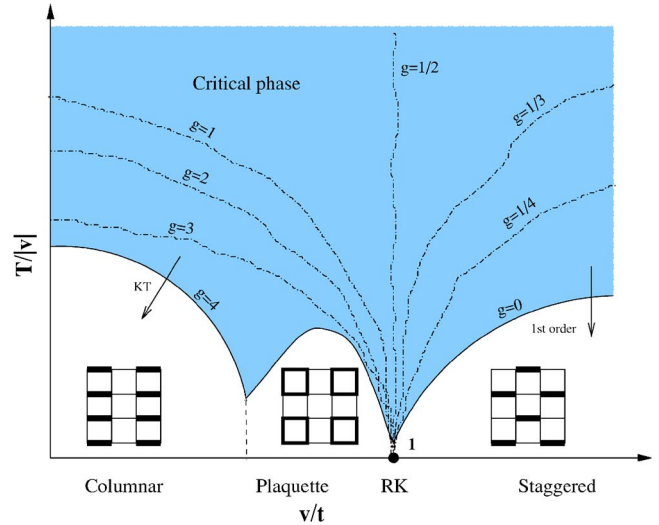 g=1/2
Critical phase
g=1/3
g=1
g=2
g=1/4
g=3
T/|v|
KT
g=4
g=0
1st order
1
Columnar
Plaquette
RK
Staggered
v/t